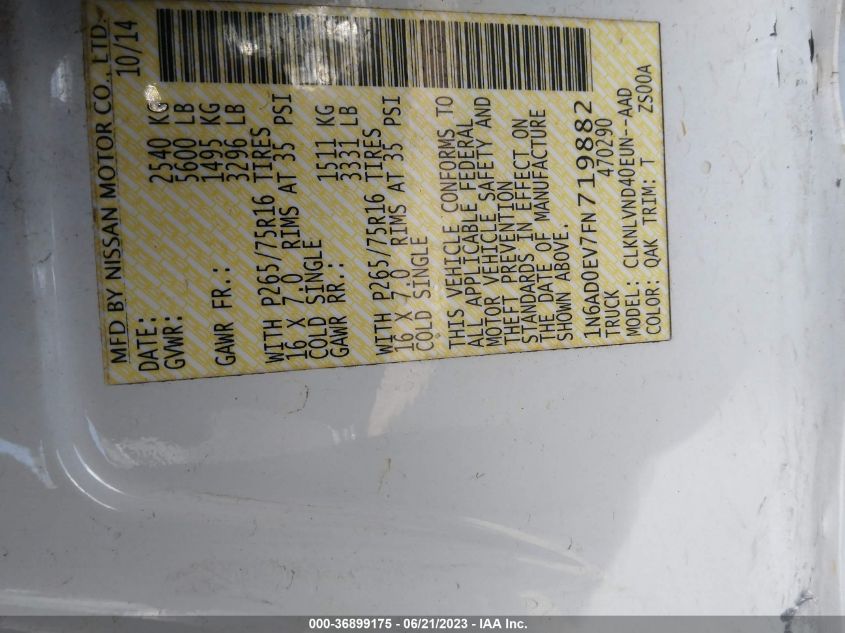 MFD BY NISSAN MOTOR CO., LTD.
DATE: 10/14
GVWR: 2540 KG
5600 LB
GAWR FR.: 1495 KG
3296 LB
WITH P265/75R16 TIRES
16 X 7.0 RIMS AT 35 PSI
COLD SINGLE
GAWR RR.: 1511 KG
3331 LB
WITH P265/75R16 TIRES
16 X 7.0 RIMS AT 35 PSI
COLD SINGLE
THIS VEHICLE CONFORMS TO
ALL APPLICABLE FEDERAL
MOTOR VEHICLE SAFETY AND
THEFT PREVENTION
STANDARDS IN EFFECT ON
THE DATE OF MANUFACTURE
SHOWN ABOVE.
1N6AD0EV7FN719882
TRUCK 470290
MODEL: CLKNLVND40EUN---AAD
COLOR: QAK TRIM: T ZS00A
000-36899175 - 06/21/2023 - IAA Inc.